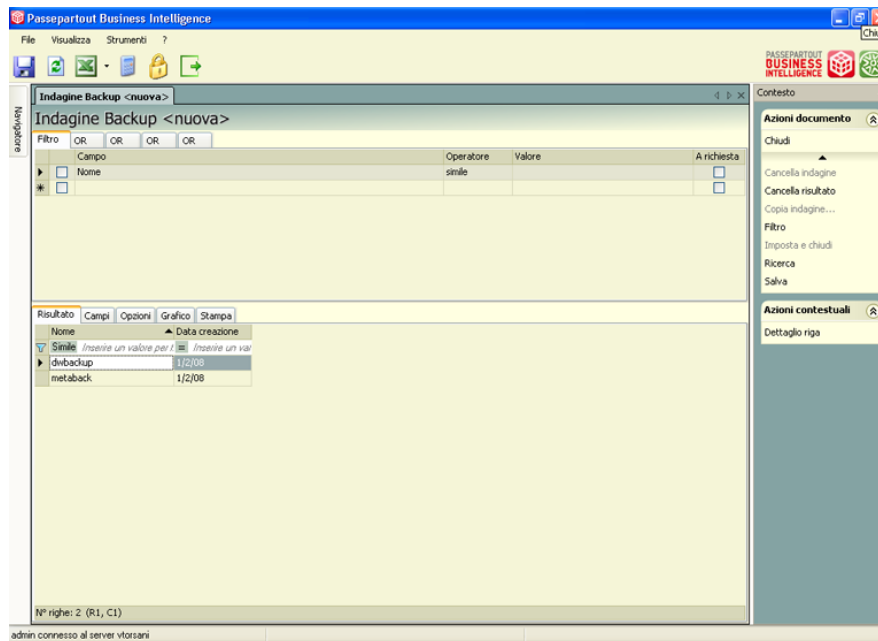 Passepartout Business Intelligence
File Visualizza Strumenti ?
PASSEPARTOUT
BUSINESS
INTELLIGENCE
Navigatore
Indagine Backup <nuova>
Indagine Backup <nuova>
Filtro OR OR OR OR
Campo Operatore Valore A richiesta
Nome simile
Risultato Campi Opzioni Grafico Stampa
Nome Data creazione
Simile Inserire un valore per = Inserire un
dwbackup 1/2/08
metaback 1/2/08
N° righe: 2 (R1, C1)
admin connesso al server vtorsani
Contesto
Azioni documento
Chiudi
Cancella indagine
Cancella risultato
Copia indagine...
Filtro
Imposta e chiudi
Ricerca
Salva
Azioni contestuali
Dettaglio riga